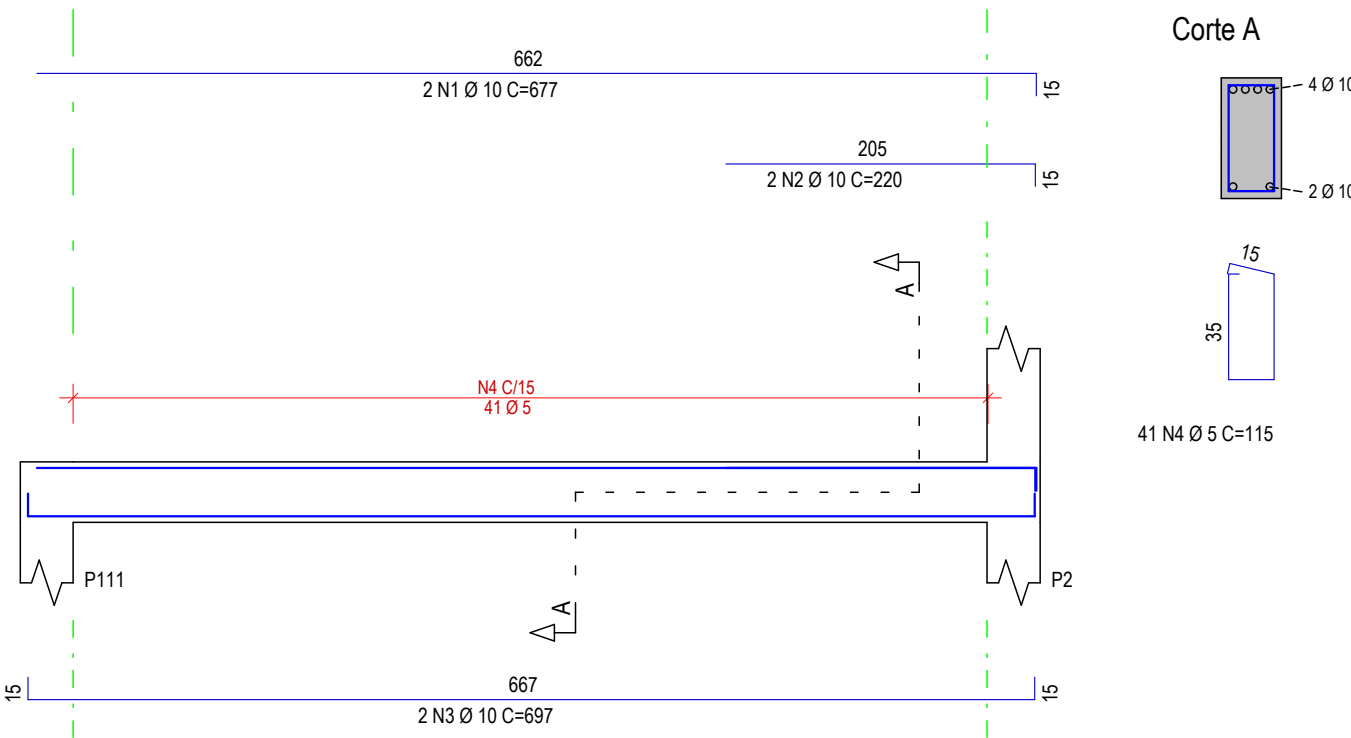 Corte A
662
2 N1 Ø 10 C=677
15
4 Ø 10
205
2 N2 Ø 10 C=220
15
2 Ø 10
15
A
35
N4 C/15
41 Ø 5
41 N4 Ø 5 C=115
P111
P2
A
15
667
15
2 N3 Ø 10 C=697